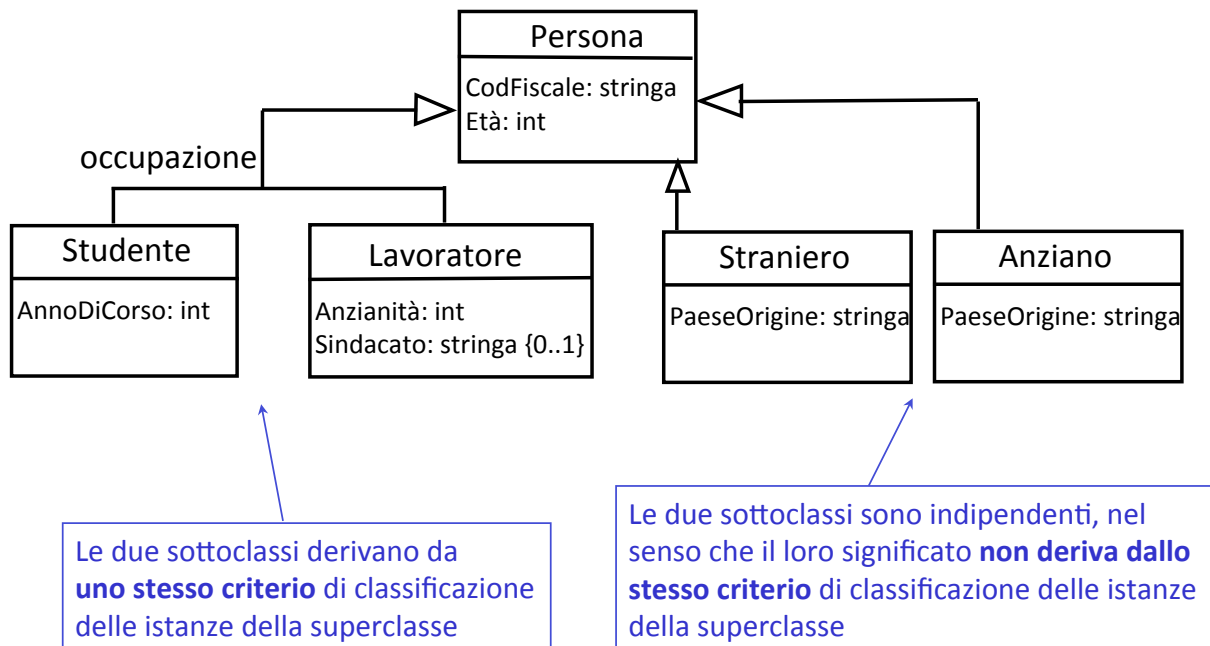 Persona
CodFiscale: stringa
Età: int
occupazione
Studente
AnnoDiCorso: int
Lavoratore
Anzianità: int
Sindacato: stringa {0..1}
Straniero
PaeseOrigine: stringa
Anziano
PaeseOrigine: stringa
Le due sottoclassi derivano da
uno stesso criterio di classificazione
delle istanze della superclasse
Le due sottoclassi sono indipendenti, nel
senso che il loro significato non deriva dallo
stesso criterio di classificazione delle istanze
della superclasse